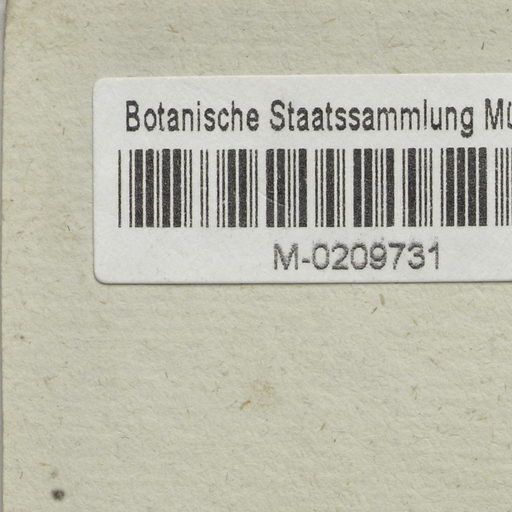 Botanische Staatssammlung Mü
M-0209731